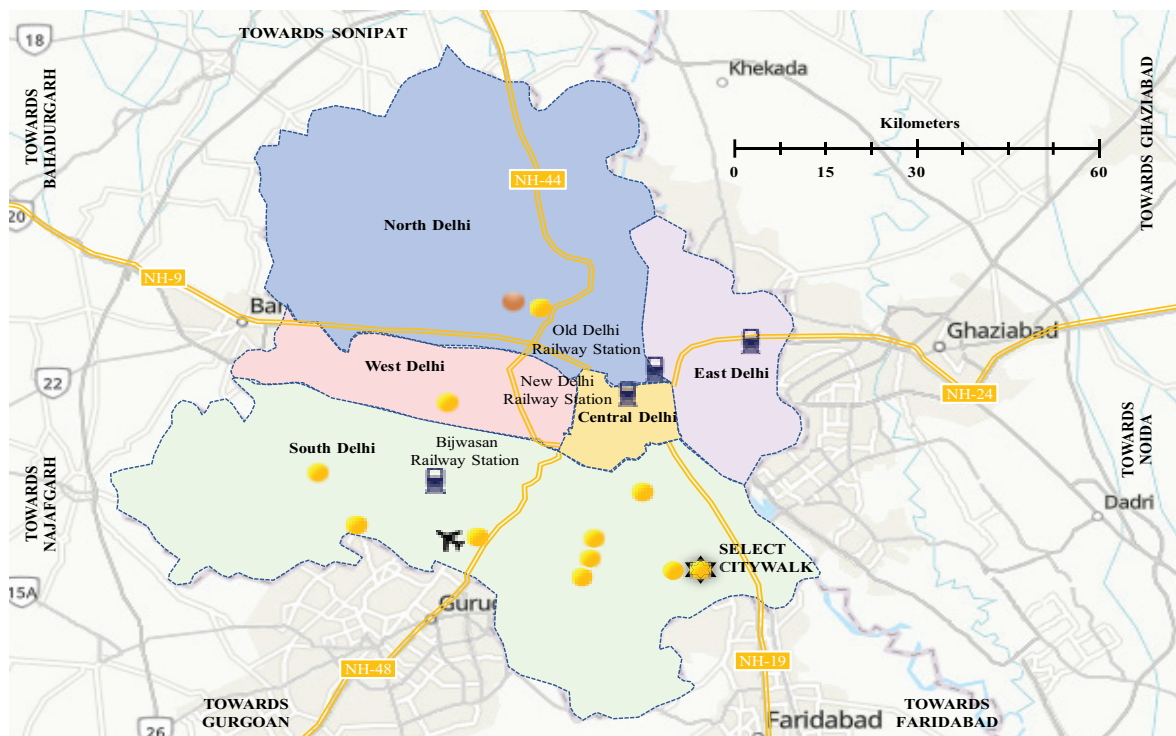 TOWARDS SONIPAT
18
TOWARDS
BAHADURGARH
Khekada
TOWARDS GHAZIABAD
Kilometers
0
15
30
60
NH-44
20
North Delhi
NH-9
Old Delhi
Railway Station
Ghaziabad
West Delhi
East Delhi
22
New Delhi
Railway Station
NH-24
Central Delhi
Bijwasan
Railway Station
South Delhi
TOWARDS
NOIDA
TOWARDS
NAJAFGARH
Dadri
SELECT
CITYWALK
15A
NH-48
NH-19
TOWARDS
GURGOAN
TOWARDS
FARIDABAD
26
Faridabad